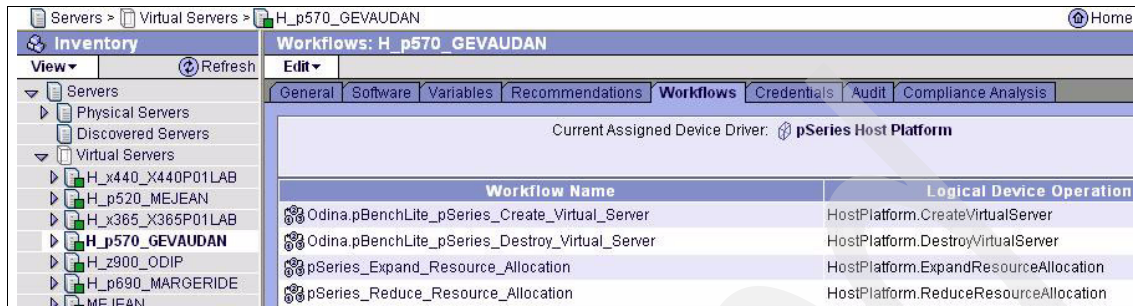 Servers > Virtual Servers > H_p570_GEVAUDAN Home
Inventory Workflows: H_p570_GEVAUDAN
View Refresh Edit
Servers General Software Variables Recommendations Workflows Credentials Audit Compliance Analysis
Physical Servers
Discovered Servers Current Assigned Device Driver: pSeries Host Platform
Virtual Servers
H_x440_X440P01LAB
H_p520_MEJEAN Workflow Name Logical Device Operation
H_x365_X365P01LAB Odina.pBenchLite_pSeries_Create_Virtual_Server HostPlatform.CreateVirtualServer
H_p570_GEVAUDAN Odina.pBenchLite_pSeries_Destroy_Virtual_Server HostPlatform.DestroyVirtualServer
H_z900_ODIP pSeries_Expand_Resource_Allocation HostPlatform.ExpandResourceAllocation
H_p690_MARGERIDE pSeries_Reduce_Resource_Allocation HostPlatform.ReduceResourceAllocation
MEJEAN